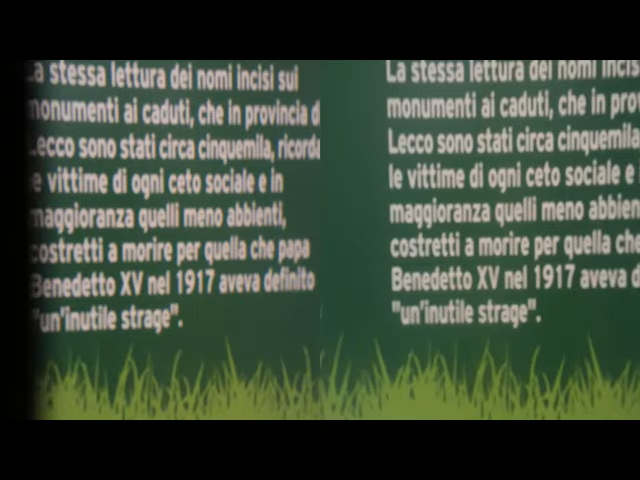 La stessa lettura dei nomi incisi sui
monumenti ai caduti, che in provincia d
Lecco sono stati circa cinquemila, ricorda
le vittime di ogni ceto sociale e in
maggioranza quelli meno abbienti,
costretti a morire per quella che papa
Benedetto XV nel 1917 aveva definito
"un'inutile strage".
La stessa lettura dei nomi incis
monumenti ai caduti, che in pro
Lecco sono stati circa cinquemila
le vittime di ogni ceto sociale e
maggioranza quelli meno abbien
costretti a morire per quella che
Benedetto XV nel 1917 aveva d
"un'inutile strage".